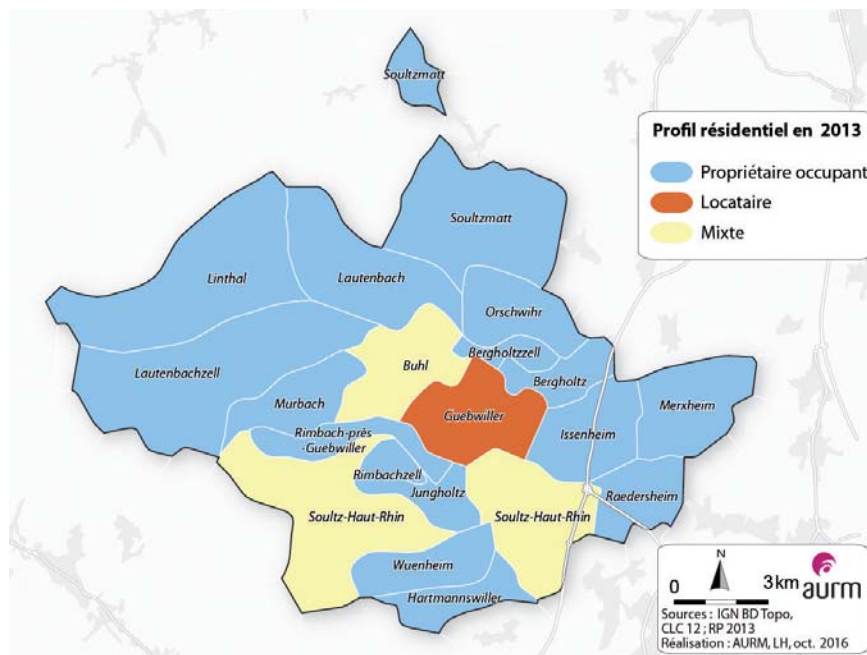 Soultzmatt
Profil résidentiel en 2013
Propriétaire occupant
Locataire
Mixte
Soultzmatt
Linthal
Lautenbach
Orschwihr
Bergholtzzell
Buhl
Lautenbachzell
Bergholtz
Murbach
Guebwiller
Merxheim
Issenheim
Rimbach-près
-Guebwiller
Rimbachzell
Jungholtz
Raedersheim
Soultz-Haut-Rhin
Soultz-Haut-Rhin
Wuenheim
Hartmannswiller
N
0 3 km
aurm
Sources : IGN BD Topo,
CLC 12 ; RP 2013
Réalisation : AURM, LH, oct. 2016